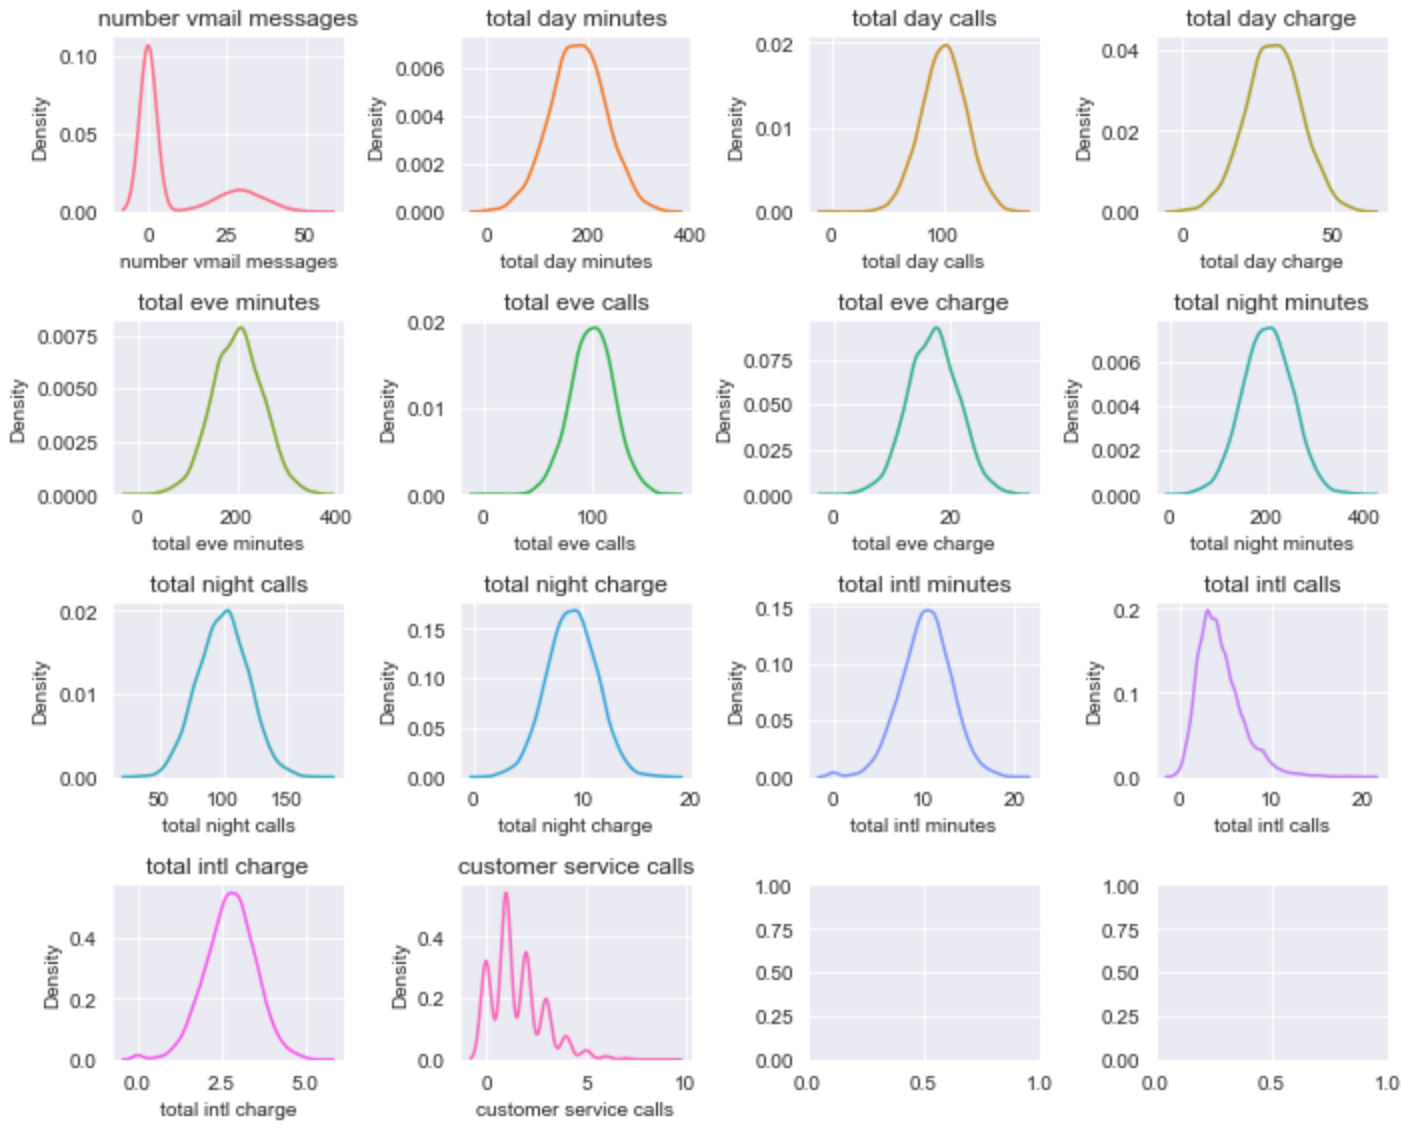 number vmail messages total day minutes total day calls total day charge
Density 0.10 0.05 0.00 Density 0.006 0.004 0.002 0.000 Density 0.02 0.01 0.00 Density 0.04 0.02 0.00
0 25 50 0 200 400 0 100 0 50
number vmail messages total day minutes total day calls total day charge
total eve minutes total eve calls total eve charge total night minutes
Density 0.0075 0.0050 0.0025 0.0000 Density 0.02 0.01 0.00 Density 0.075 0.050 0.025 0.000 Density 0.006 0.004 0.002 0.000
0 200 400 0 100 0 20 0 200 400
total eve minutes total eve calls total eve charge total night minutes
total night calls total night charge total intl minutes total intl calls
Density 0.02 0.01 0.00 Density 0.15 0.10 0.05 0.00 Density 0.15 0.10 0.05 0.00 Density 0.2 0.1 0.0
50 100 150 0 10 20 0 10 20 0 10 20
total night calls total night charge total intl minutes total intl calls
total intl charge customer service calls
Density 0.4 0.2 0.0 Density 0.4 0.2 0.0 1.00 0.75 0.50 0.25 0.00 1.00 0.75 0.50 0.25 0.00
0.0 2.5 5.0 0 5 10 0.0 0.5 1.0 0.0 0.5 1.0
total intl charge customer service calls